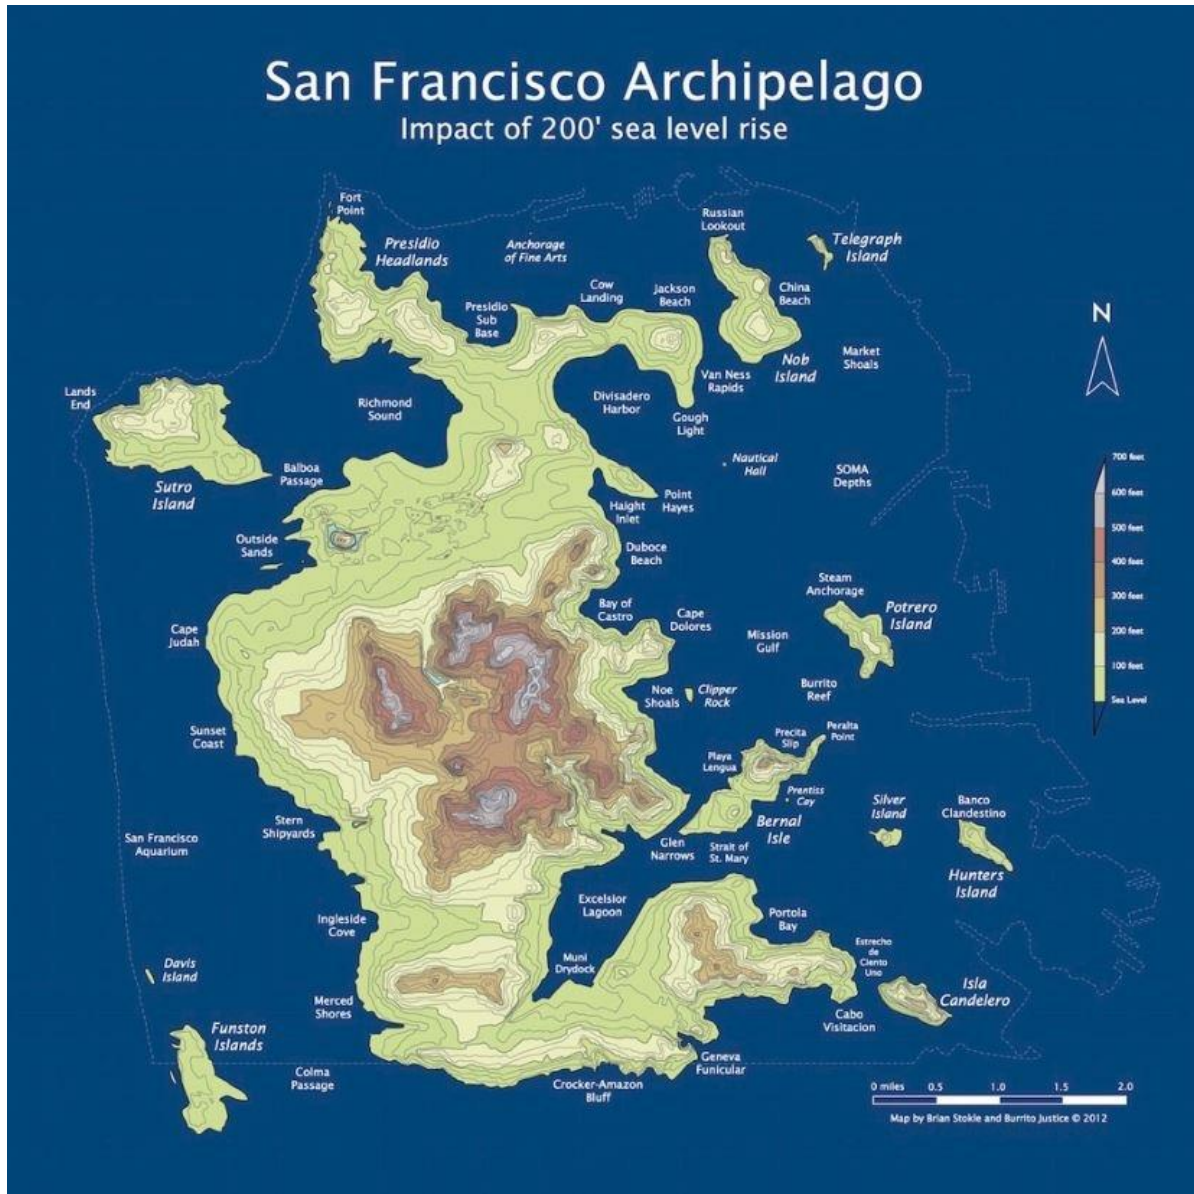 San Francisco Archipelago
Impact of 200' sea level rise
Fort
Point
Presidio
Headlands
Anchorage
of Fine Arts
Russian
Lookout
Telegraph
Island
Cow
Landing
Jackson
Beach
China
Beach
Presidio
Sub
Base
N
Nob
Island
Market
Shoals
Van Ness
Rapids
Lands
End
Richmond
Sound
Divisadero
Harbor
Gough
Light
Sutro
Island
Balboa
Passage
Nautical
Hall
SOMA
Depths
700 feet
600 feet
500 feet
400 feet
300 feet
200 feet
100 feet
Sea Level
Haight
Inlet
Point
Hayes
Outside
Sands
Duboce
Beach
Steam
Anchorage
Potrero
Island
Bay of
Castro
Cape
Dolores
Cape
Judah
Mission
Gulf
Noe
Shoals
Clipper
Rock
Burrito
Reef
Sunset
Coast
Precita
Slip
Peralta
Point
Playa
Lengua
Prentiss
Cay
Bernal
Isle
Silver
Island
Banco
Clandestino
Hunters
Island
Stern
Shipyards
San Francisco
Aquarium
Glen
Narrows
Strait of
St. Mary
Excelsior
Lagoon
Ingleside
Cove
Portola
Bay
Estrecho
de
Ciento
Uno
Muni
Drydock
Davis
Island
Isla
Candelero
Merced
Shores
Cabo
Visitacion
Funston
Islands
Geneva
Funicular
Colma
Passage
Crocker-Amazon
Bluff
0 miles 0.5 1.0 1.5 2.0
Map by Brian Stokle and Burrito Justice © 2012